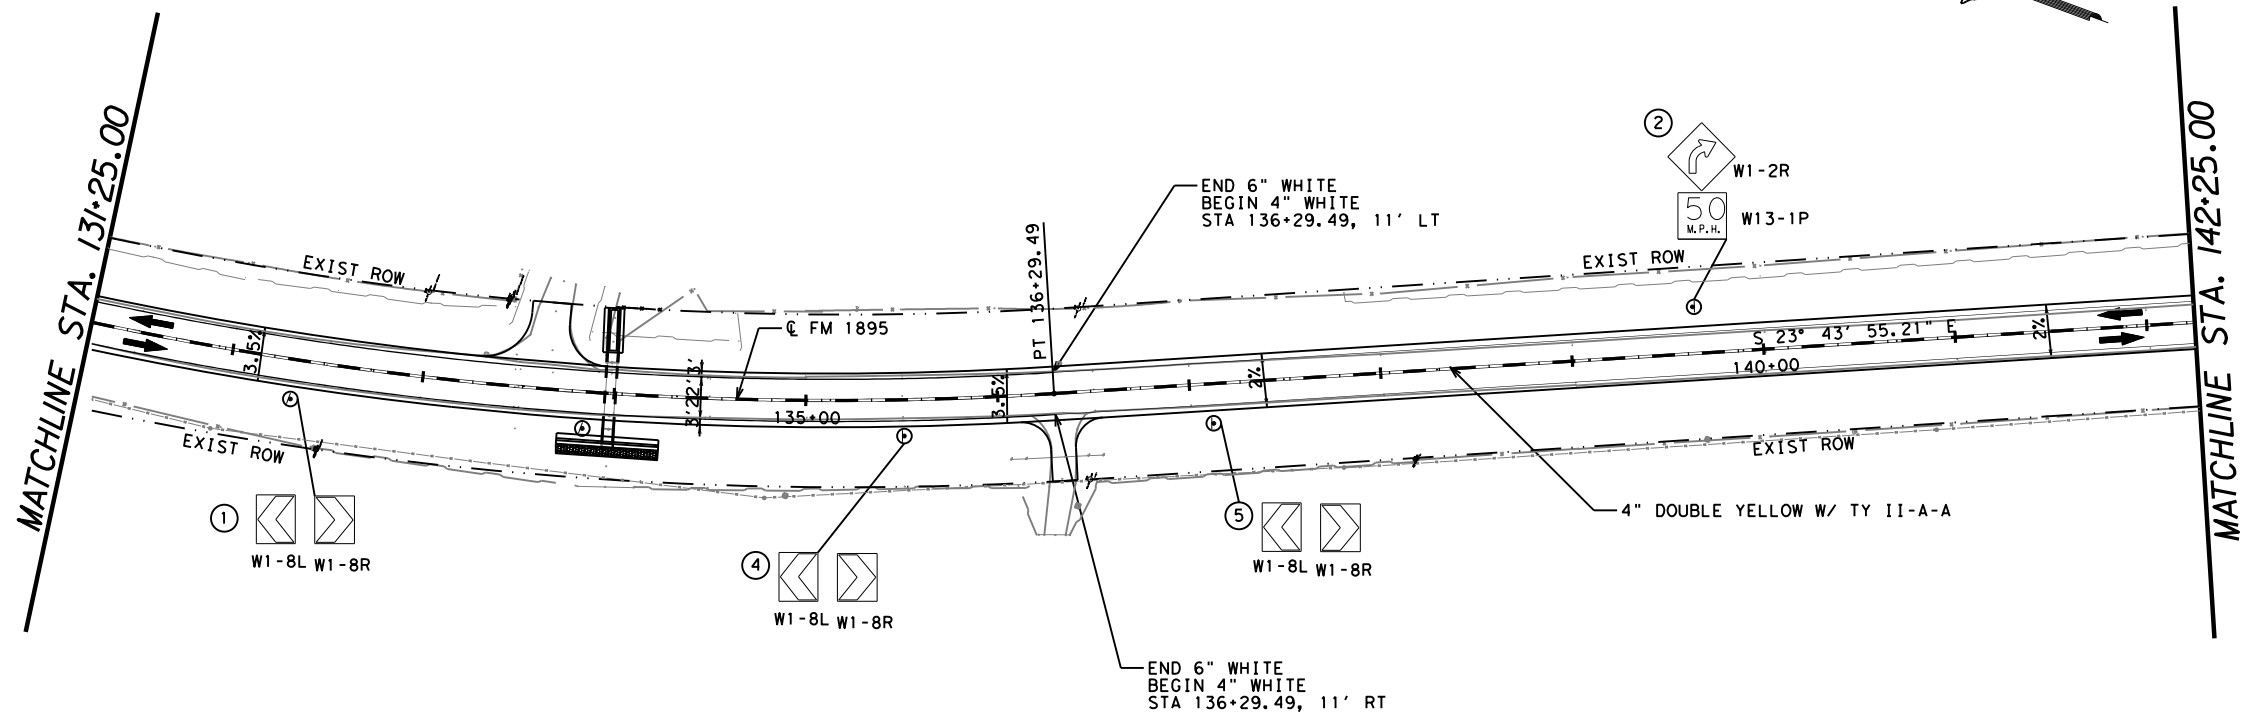 MATCHLINE STA. 131+25.00
MATCHLINE STA. 142+25.00
2
W1-2R
50
M.P.H.
W13-1P
END 6" WHITE
BEGIN 4" WHITE
STA 136+29.49, 11' LT
PT 136+29.49
EXIST ROW
EXIST ROW
℄ FM 1895
S 23° 43' 55.21" E
3.5%
3'22'3'
3.5%
2%
2%
135+00
140+00
EXIST ROW
EXIST ROW
4" DOUBLE YELLOW W/ TY II-A-A
1
W1-8L W1-8R
4
W1-8L W1-8R
5
W1-8L W1-8R
END 6" WHITE
BEGIN 4" WHITE
STA 136+29.49, 11' RT